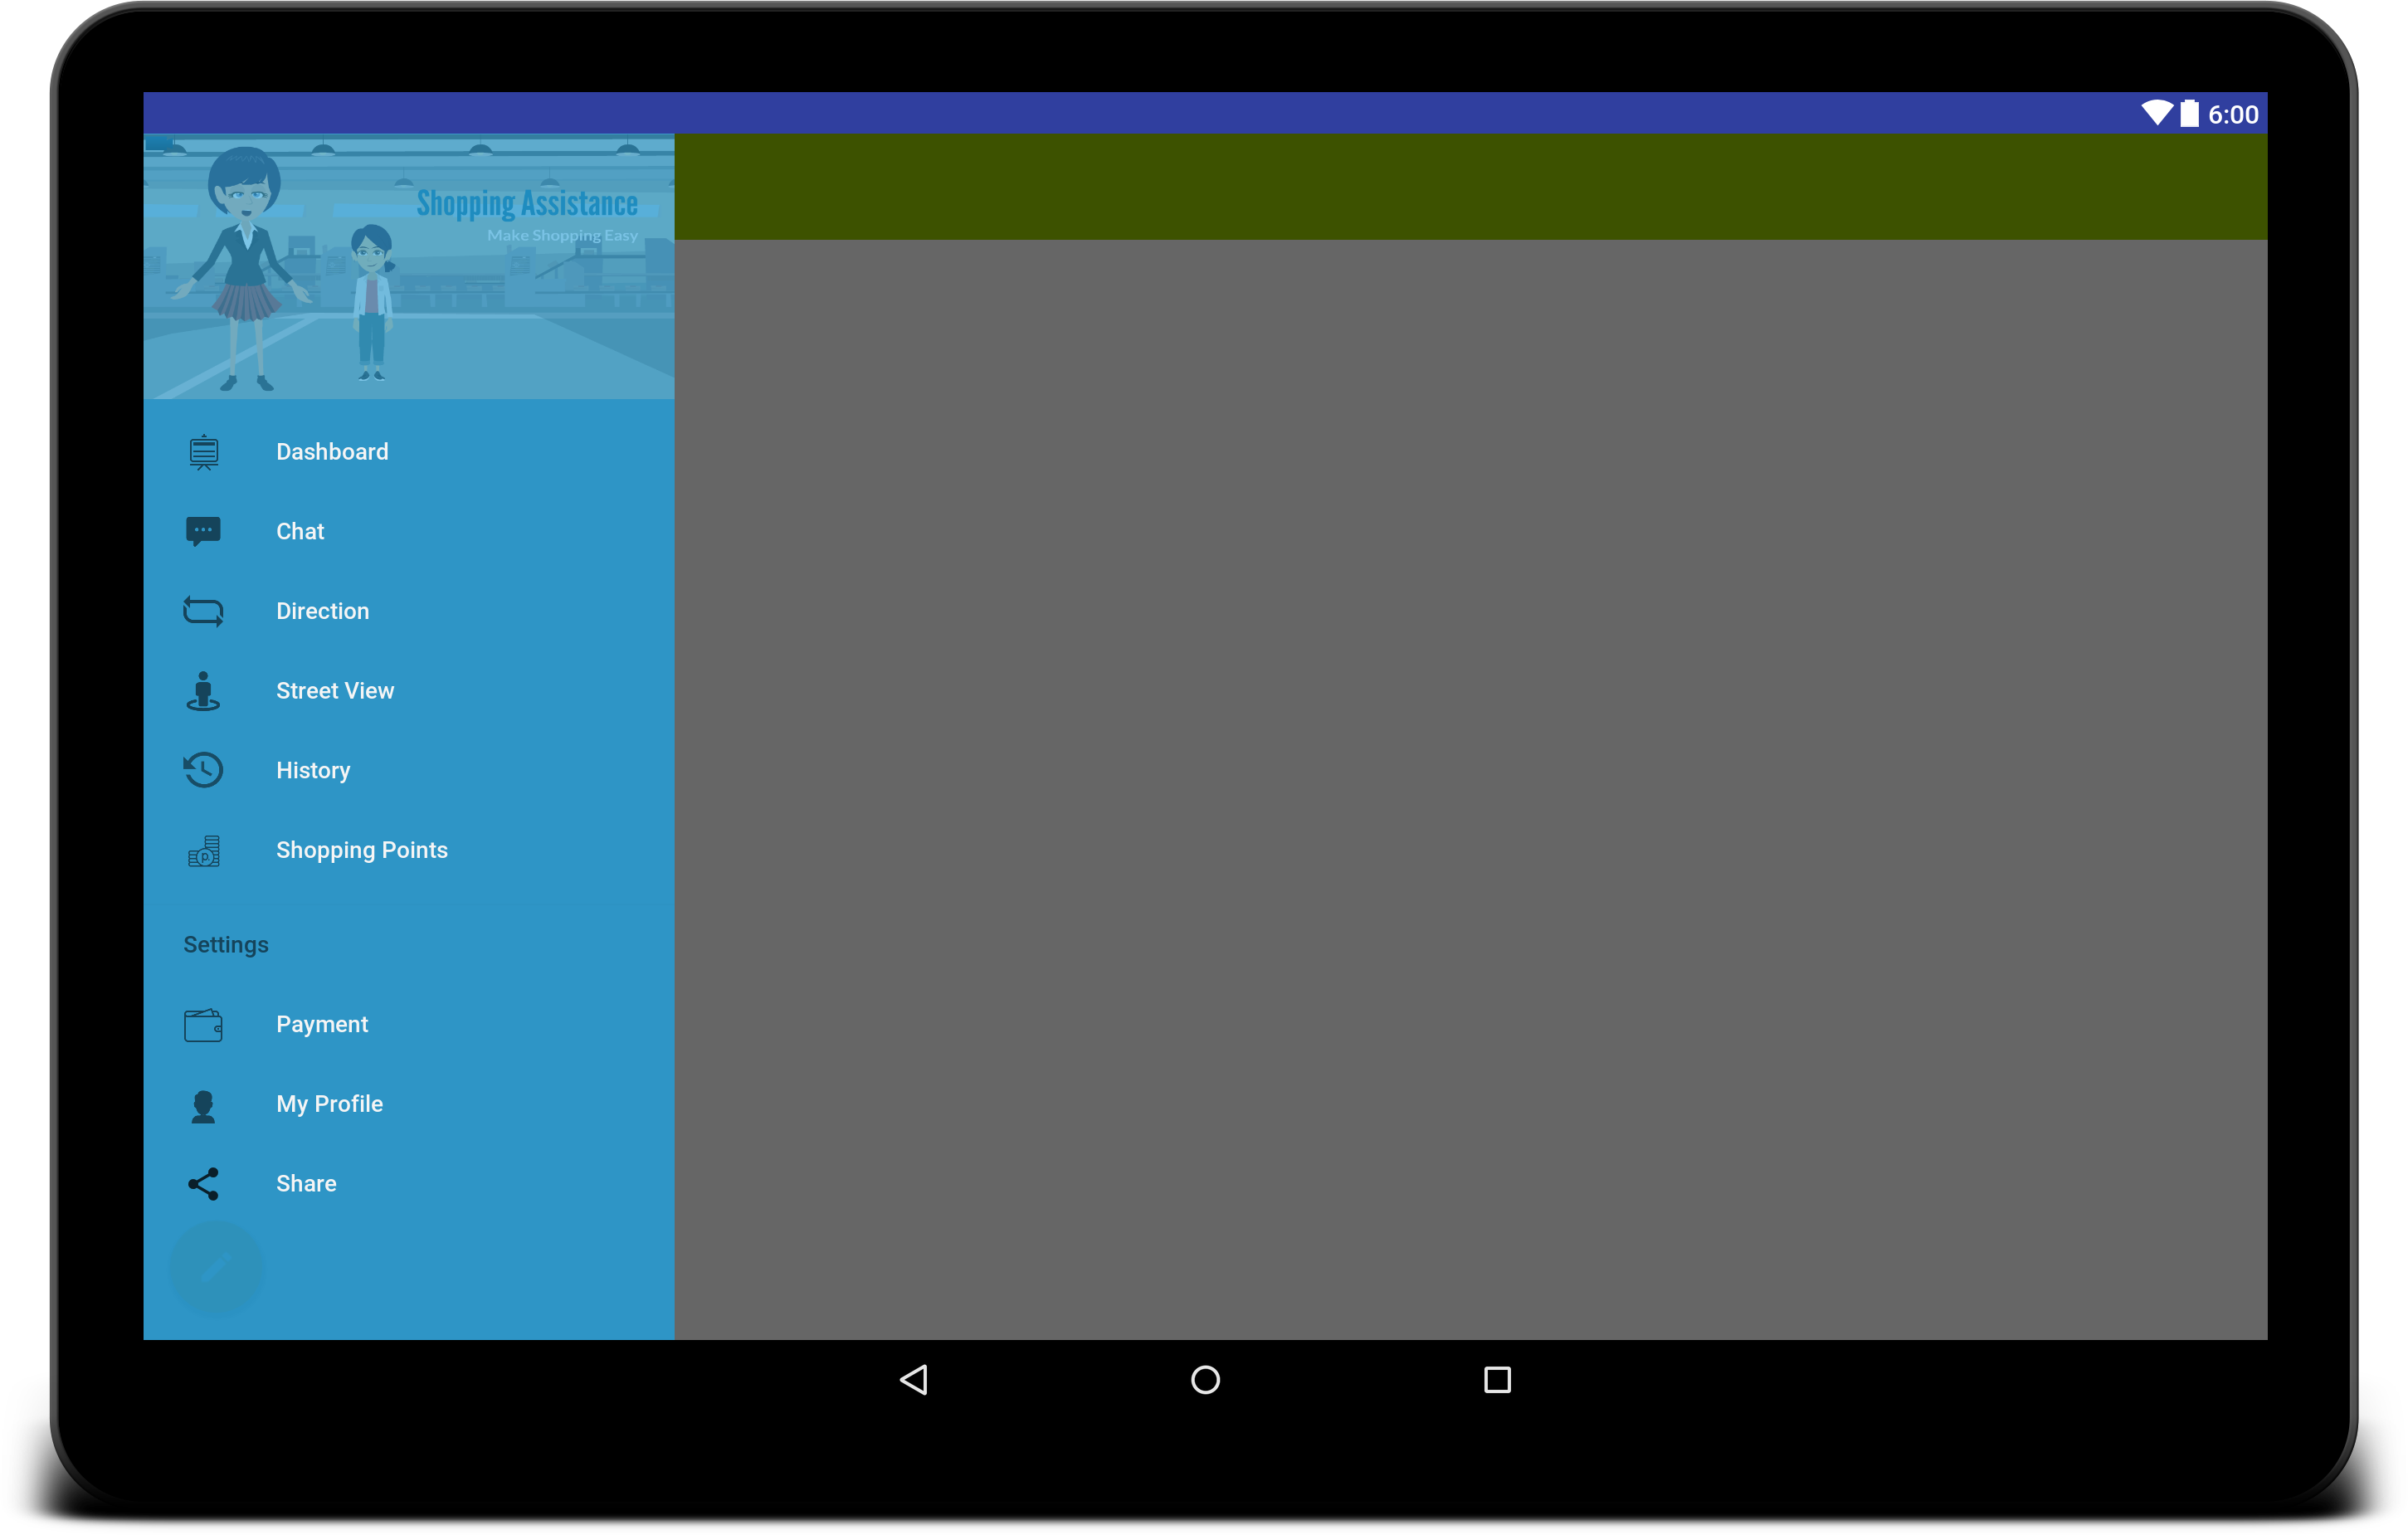 6:00
Shopping Assistance
Make Shopping Easy
Dashboard
Chat
Direction
Street View
History
Shopping Points
Settings
Payment
My Profile
Share